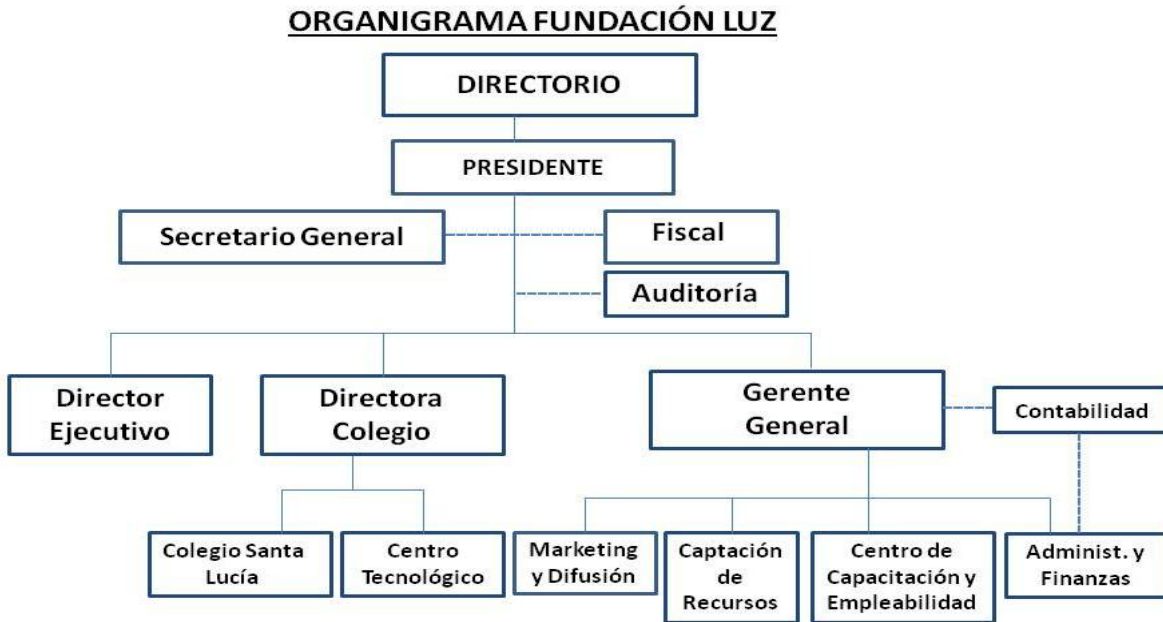 ORGANIGRAMA FUNDACIÓN LUZ
DIRECTORIO
PRESIDENTE
Secretario General
Fiscal
Auditoría
Director
Ejecutivo
Directora
Colegio
Gerente
General
Contabilidad
Colegio Santa
Lucía
Centro
Tecnológico
Marketing
y Difusión
Captación
de
Recursos
Centro de
Capacitación y
Empleabilidad
Administ. y
Finanzas